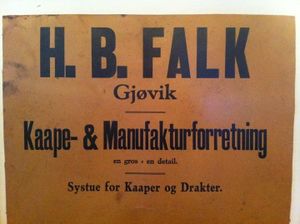 H. B. FALK
Gjøvik
Kaape- & Manufakturforretning
en gros - en detail.
Systue for Kaaper og Drakter.